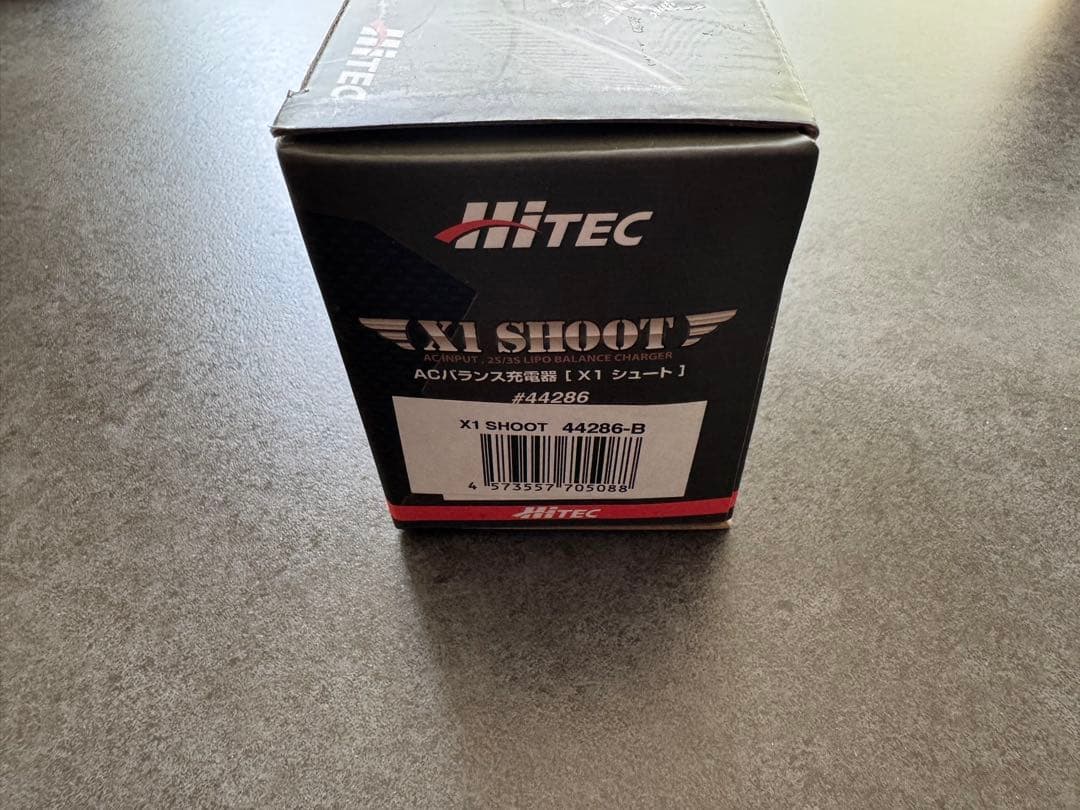 HiTEC
HiTEC
X1 SHOOT
AC INPUT, 2S/3S LIPO BALANCE CHARGER
ACバランス充電器 [ X1 シュート ]
#44286
X1 SHOOT 44286-B
4 573557 705088
HiTEC